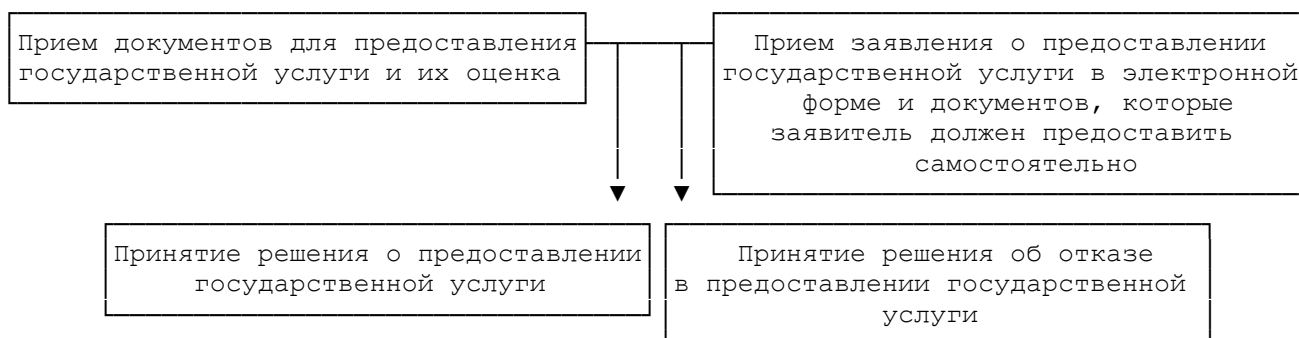 Прием документов для предоставления
государственной услуги и их оценка
Прием заявления о предоставлении
государственной услуги в электронной
форме и документов, которые
заявитель должен предоставить
самостоятельно
Принятие решения о предоставлении
государственной услуги
Принятие решения об отказе
в предоставлении государственной
услуги